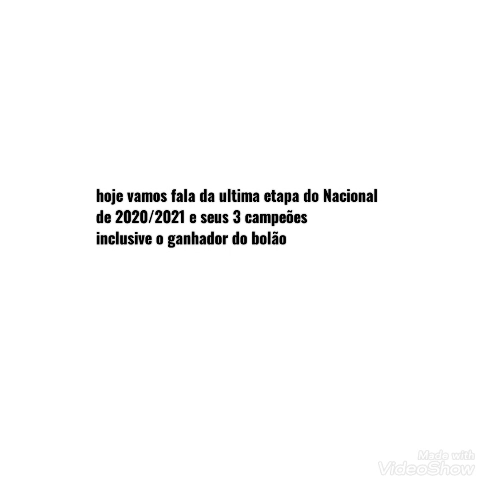 hoje vamos fala da ultima etapa do Nacional
de 2020/2021 e seus 3 campeões
inclusive o ganhador do bolão
Made with
VideoShow